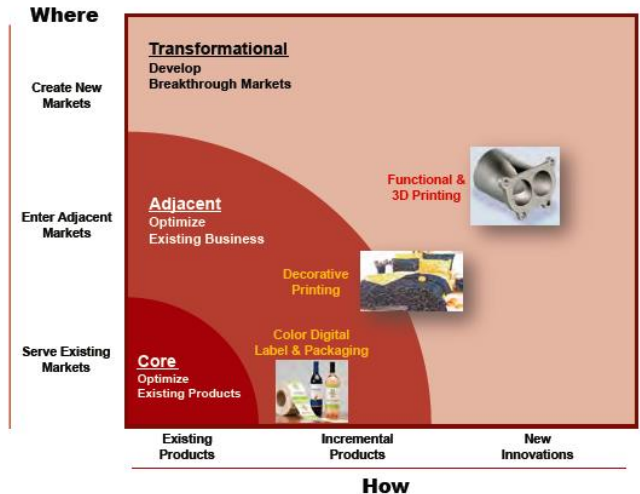 Where
Transformational
Develop
Breakthrough Markets
Create New
Markets
Functional &
3D Printing
Adjacent
Optimize
Existing Business
Enter Adjacent
Markets
Decorative
Printing
Color Digital
Label & Packaging
Serve Existing
Markets
Core
Optimize
Existing Products
Existing
Products
Incremental
Products
New
Innovations
How